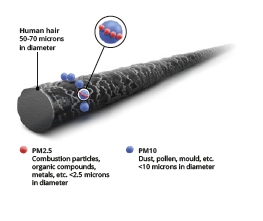 Human hair
50-70 microns
in diameter
PM2.5
Combustion particles,
organic compounds,
metals, etc. <2.5 microns
in diameter
PM10
Dust, pollen, mould, etc.
<10 microns in diameter